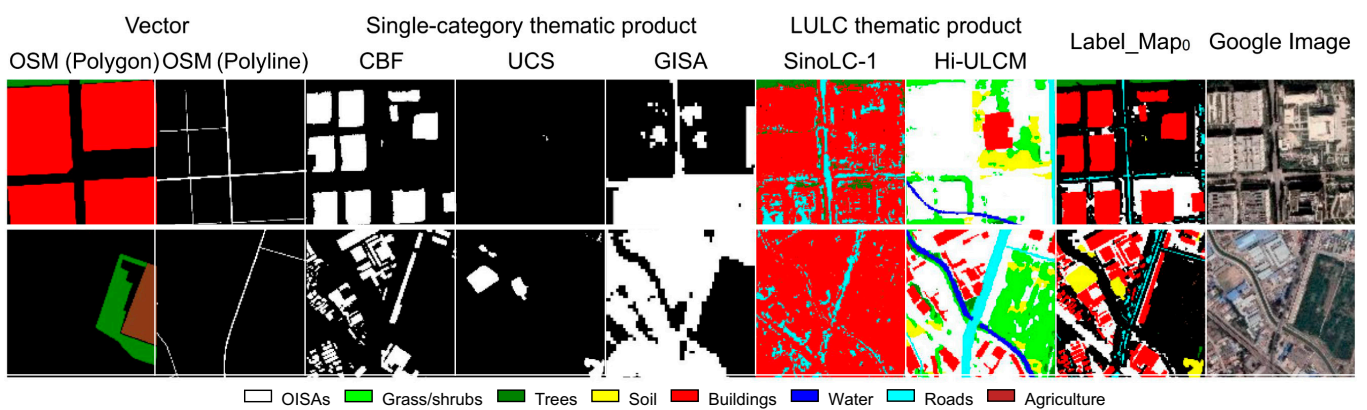 Vector Single-category thematic product LULC thematic product
OSM (Polygon) OSM (Polyline) CBF UCS GISA SinoLC-1 Hi-ULCM Label_Map₀ Google Image
OISAs Grass/shrubs Trees Soil Buildings Water Roads Agriculture